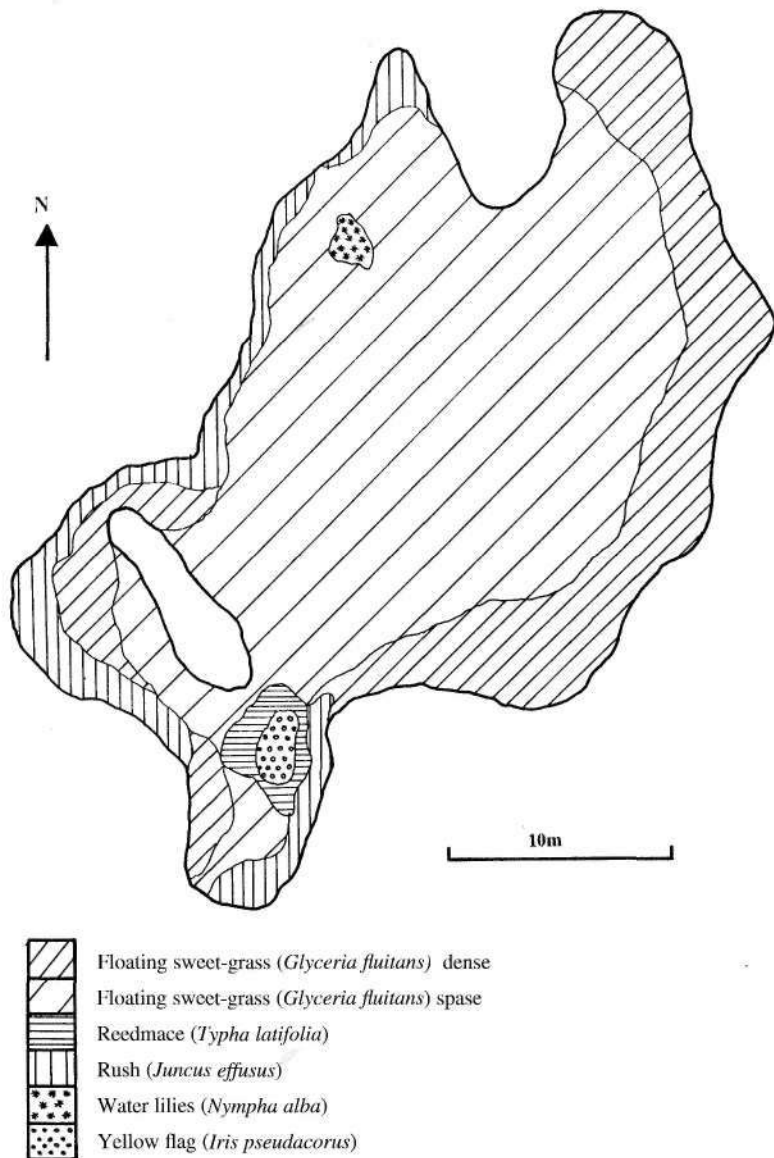 N
10m
Floating sweet-grass (Glyceria fluitans) dense
Floating sweet-grass (Glyceria fluitans) spase
Reedmace (Typha latifolia)
Rush (Juncus effusus)
Water lilies (Nympha alba)
Yellow flag (Iris pseudacorus)